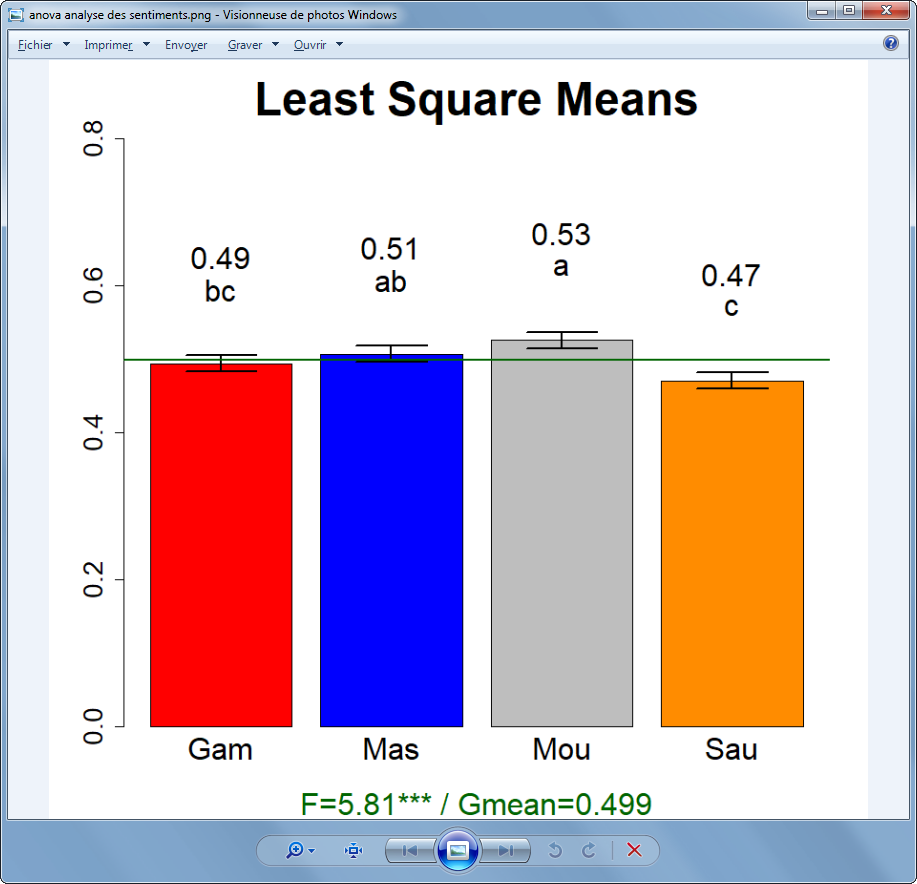 anova analyse des sentiments.png - Visionneuse de photos Windows
Fichier Imprimer Envoyer Graver Ouvrir
Least Square Means
0.8
0.6
0.4
0.2
0.0
0.49
bc
0.51
ab
0.53
a
0.47
c
Gam Mas Mou Sau
F=5.81*** / Gmean=0.499